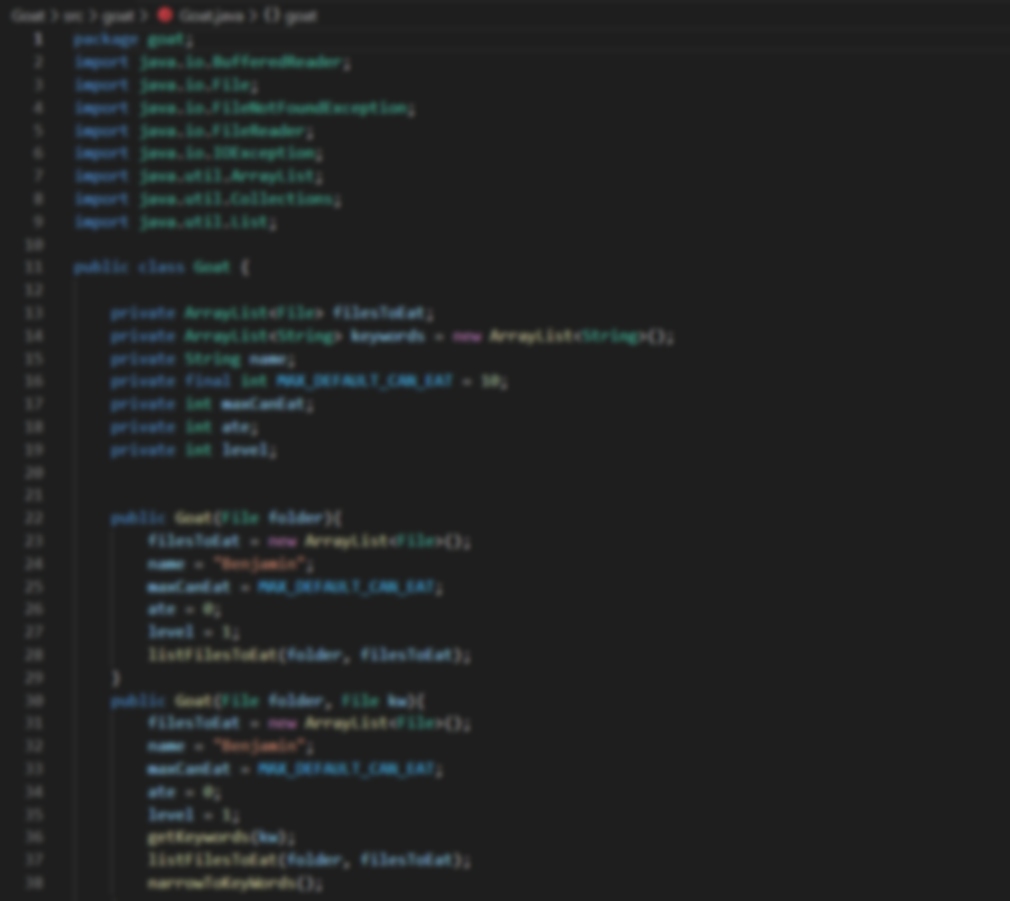 Goat > src > goat > Goat.java > {} goat
1 package goat;
2 import java.io.BufferedReader;
3 import java.io.File;
4 import java.io.FileNotFoundException;
5 import java.io.FileReader;
6 import java.io.IOException;
7 import java.util.ArrayList;
8 import java.util.Collections;
9 import java.util.List;
10
11 public class Goat {
12
13 private ArrayList<File> filesToEat;
14 private ArrayList<String> keywords = new ArrayList<String>();
15 private String name;
16 private final int MAX_DEFAULT_CAN_EAT = 10;
17 private int maxCanEat;
18 private int ate;
19 private int level;
20
21
22 public Goat(File folder){
23 filesToEat = new ArrayList<File>();
24 name = "Benjamin";
25 maxCanEat = MAX_DEFAULT_CAN_EAT;
26 ate = 0;
27 level = 1;
28 listFilesToEat(folder, filesToEat);
29 }
30 public Goat(File folder, File kw){
31 filesToEat = new ArrayList<File>();
32 name = "Benjamin";
33 maxCanEat = MAX_DEFAULT_CAN_EAT;
34 ate = 0;
35 level = 1;
36 getKeywords(kw);
37 listFilesToEat(folder, filesToEat);
38 narrowToKeyWords();